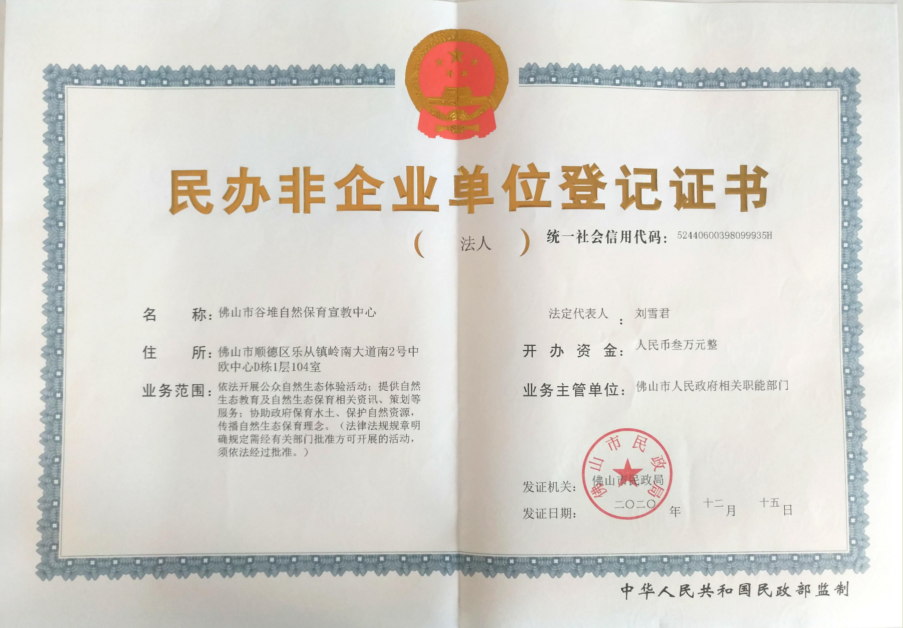 民办非企业单位登记证书
（ 法人 ） 统一社会信用代码：52440600398099935H
名 称：佛山市谷堆自然保育宣教中心
住 所：佛山市顺德区乐从镇岭南大道南2号中
欧中心D栋1层104室
业务范围：依法开展公众自然生态体验活动；提供自然
生态教育及自然生态保育相关资讯、策划等
服务；协助政府保育水土、保护自然资源，
传播自然生态保育理念。（法律法规规章明
确规定需经有关部门批准方可开展的活动，
须依法经过批准。）
法定代表人 ：刘雪君
开办资金：人民币叁万元整
业务主管单位：佛山市人民政府相关职能部门
佛山市民政局
发证机关：佛山市民政局
发证日期：二〇二〇年 十二月 十五日
中华人民共和国民政部监制